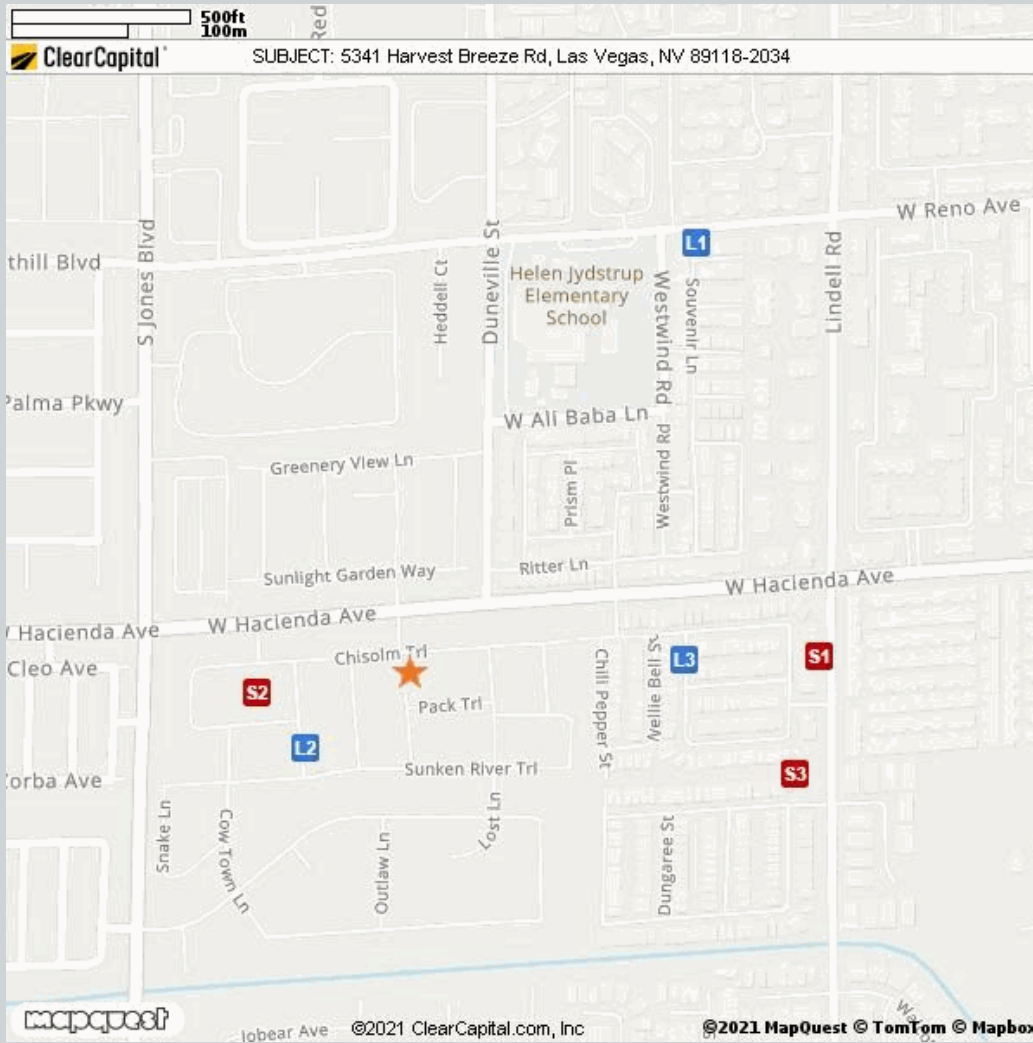 500ft
100m
Red
ClearCapital
SUBJECT: 5341 Harvest Breeze Rd, Las Vegas, NV 89118-2034
W Reno Ave
S Jones Blvd
Duneville St
L1
Lindell Rd
thill Blvd
Heddell Ct
Helen Jydstrup
Elementary
School
Westwind Rd
Souvenir Ln
Palma Pkwy
W Ali Baba Ln
Greenery View Ln
Prism Pl
Westwind Rd
Sunlight Garden Way
Ritter Ln
W Hacienda Ave
Hacienda Ave
W Hacienda Ave
Cleo Ave
Chisolm Trl
Chili Pepper St
Nellie Bell St
L3
S1
S2
Pack Trl
L2
Sunken River Trl
S3
orba Ave
Snake Ln
Cow Town Ln
Outlaw Ln
Lost Ln
Dungaree St
mapquest
Jobear Ave
©2021 ClearCapital.com, Inc
©2021 MapQuest © TomTom © Mapbox